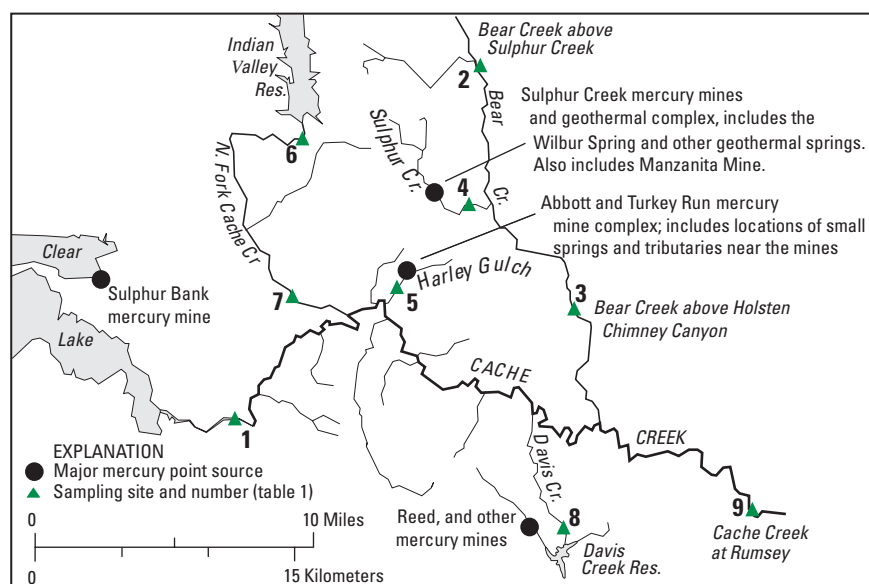 Indian
Valley
Res.
Bear Creek above
Sulphur Creek
2
Bear
Sulphur Creek mercury mines
and geothermal complex, includes the
Wilbur Spring and other geothermal springs.
Also includes Manzanita Mine.
6
Sulphur Cr.
4
Cr.
N. Fork Cache Cr
Abbott and Turkey Run mercury
mine complex; includes locations of small
springs and tributaries near the mines
Clear
Harley Gulch
Sulphur Bank
mercury mine
7
5
3
Bear Creek above Holsten
Chimney Canyon
Lake
CACHE
1
CREEK
EXPLANATION
Major mercury point source
Sampling site and number (table 1)
Davis Cr.
0
10 Miles
0
15 Kilometers
Reed, and other
mercury mines
8
Davis
Creek Res.
9
Cache Creek
at Rumsey